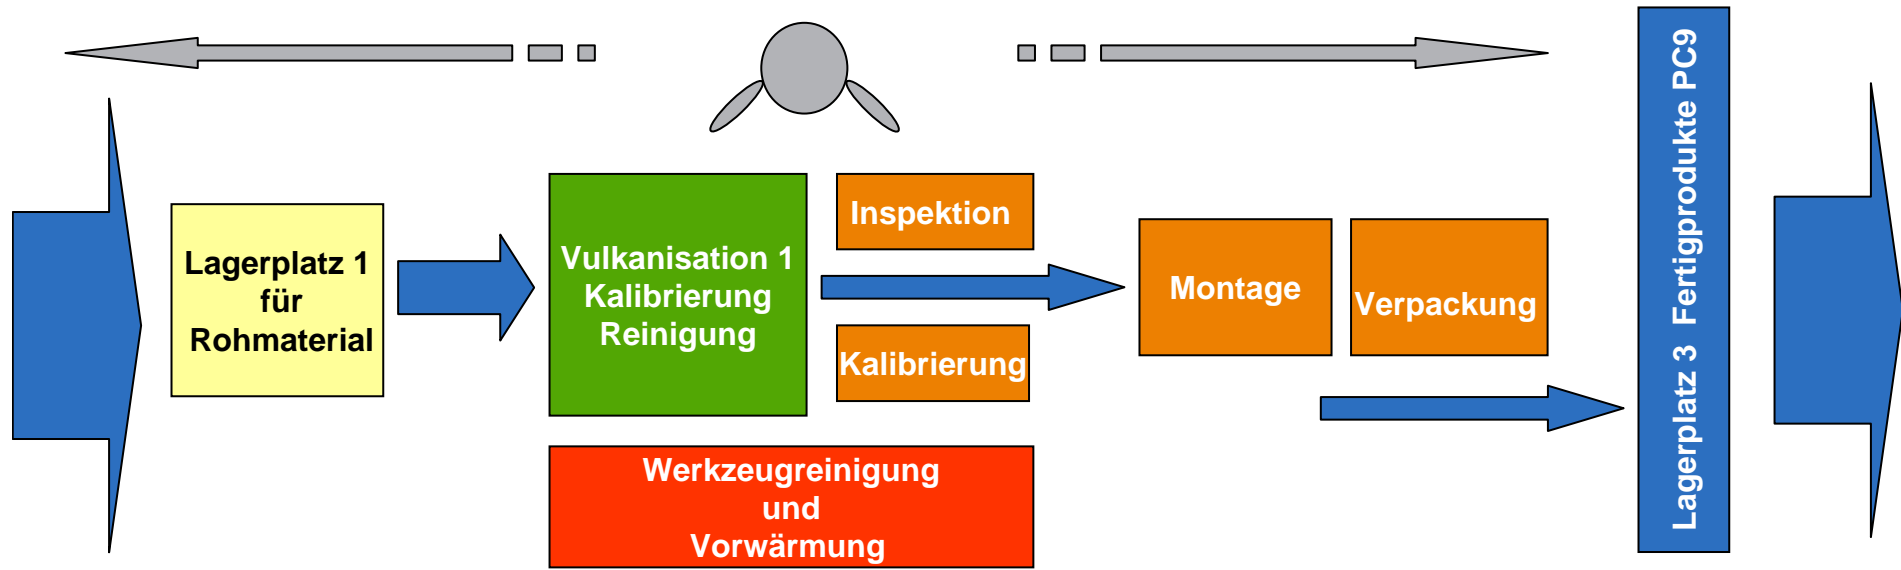 Lagerplatz 1
für
Rohmaterial
Vulkanisation 1
Kalibrierung
Reinigung
Inspektion
Kalibrierung
Werkzeugreinigung
und
Vorwärmung
Montage
Verpackung
Lagerplatz 3 Fertigprodukte PC9